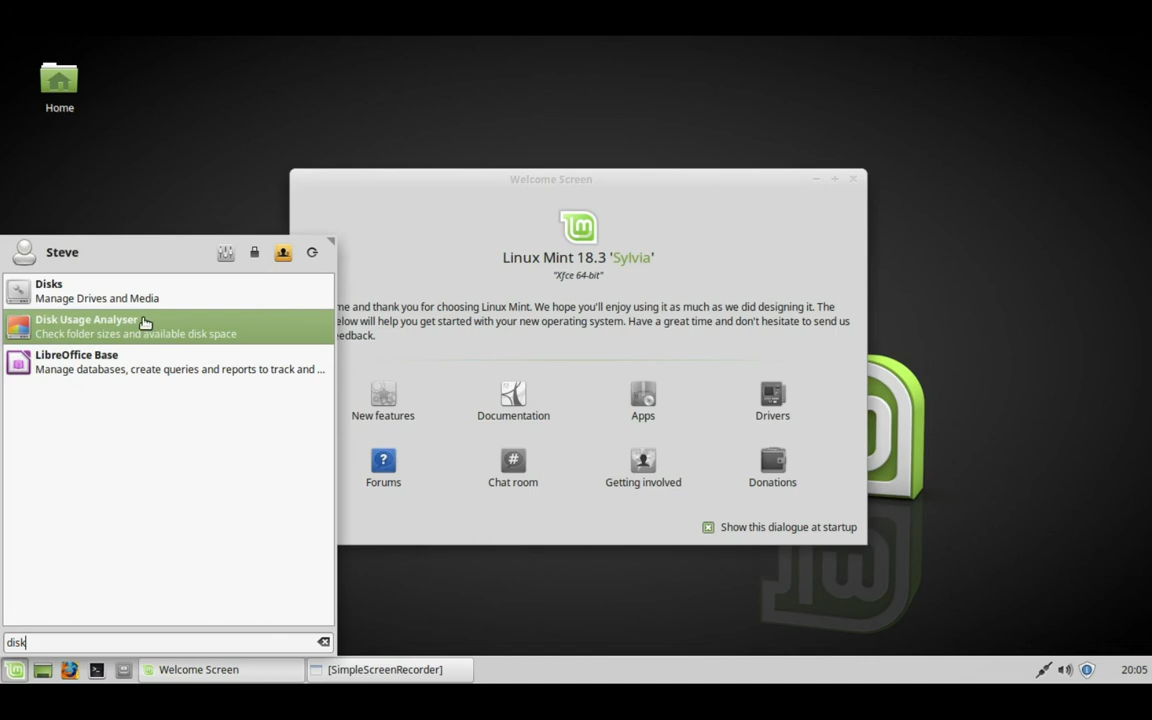 Home
Welcome Screen
Linux Mint 18.3 'Sylvia'
"Xfce 64-bit"
me and thank you for choosing Linux Mint. We hope you'll enjoy using it as much as we did designing it. The
elow will help you get started with your new operating system. Have a great time and don't hesitate to send us
edback.
New features
Documentation
Apps
Drivers
Forums
Chat room
Getting involved
Donations
Show this dialogue at startup
Steve
Disks
Manage Drives and Media
Disk Usage Analyser
Check folder sizes and available disk space
LibreOffice Base
Manage databases, create queries and reports to track and ...
disk
Welcome Screen
[SimpleScreenRecorder]
20:05